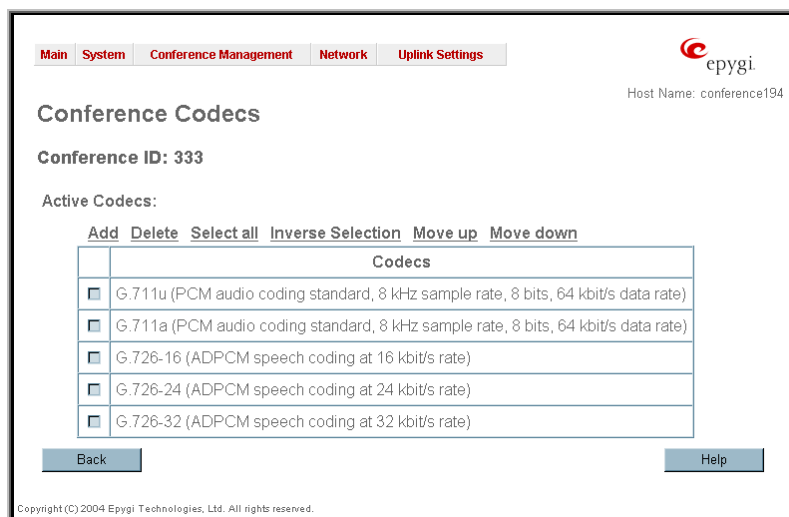 Main System Conference Management Network Uplink Settings
epygi.
Host Name: conference194
Conference Codecs
Conference ID: 333
Active Codecs:
Add Delete Select all Inverse Selection Move up Move down
Codecs
G.711u (PCM audio coding standard, 8 kHz sample rate, 8 bits, 64 kbit/s data rate)
G.711a (PCM audio coding standard, 8 kHz sample rate, 8 bits, 64 kbit/s data rate)
G.726-16 (ADPCM speech coding at 16 kbit/s rate)
G.726-24 (ADPCM speech coding at 24 kbit/s rate)
G.726-32 (ADPCM speech coding at 32 kbit/s rate)
Back Help
Copyright (C) 2004 Epygi Technologies, Ltd. All rights reserved.